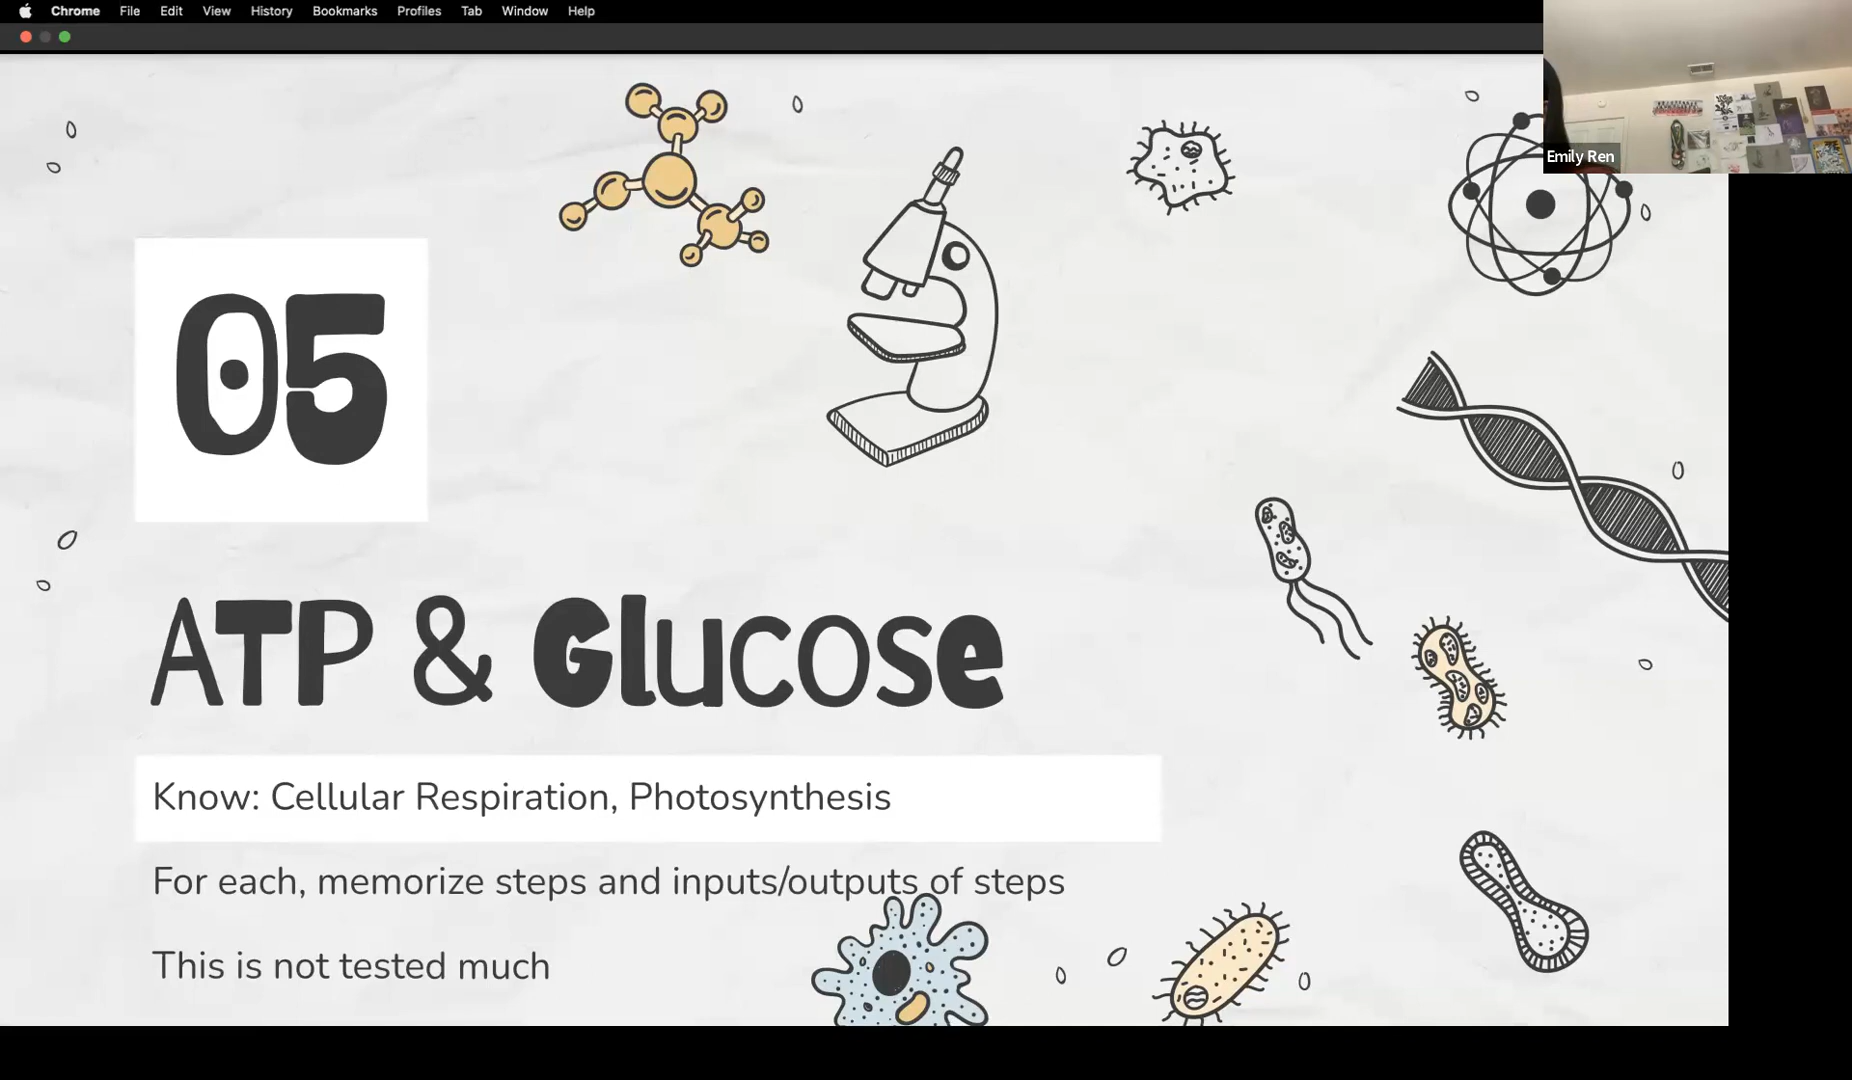 Chrome File Edit View History Bookmarks Profiles Tab Window Help
Emily Ren
05
ATP & Glucose
Know: Cellular Respiration, Photosynthesis
For each, memorize steps and inputs/outputs of steps
This is not tested much